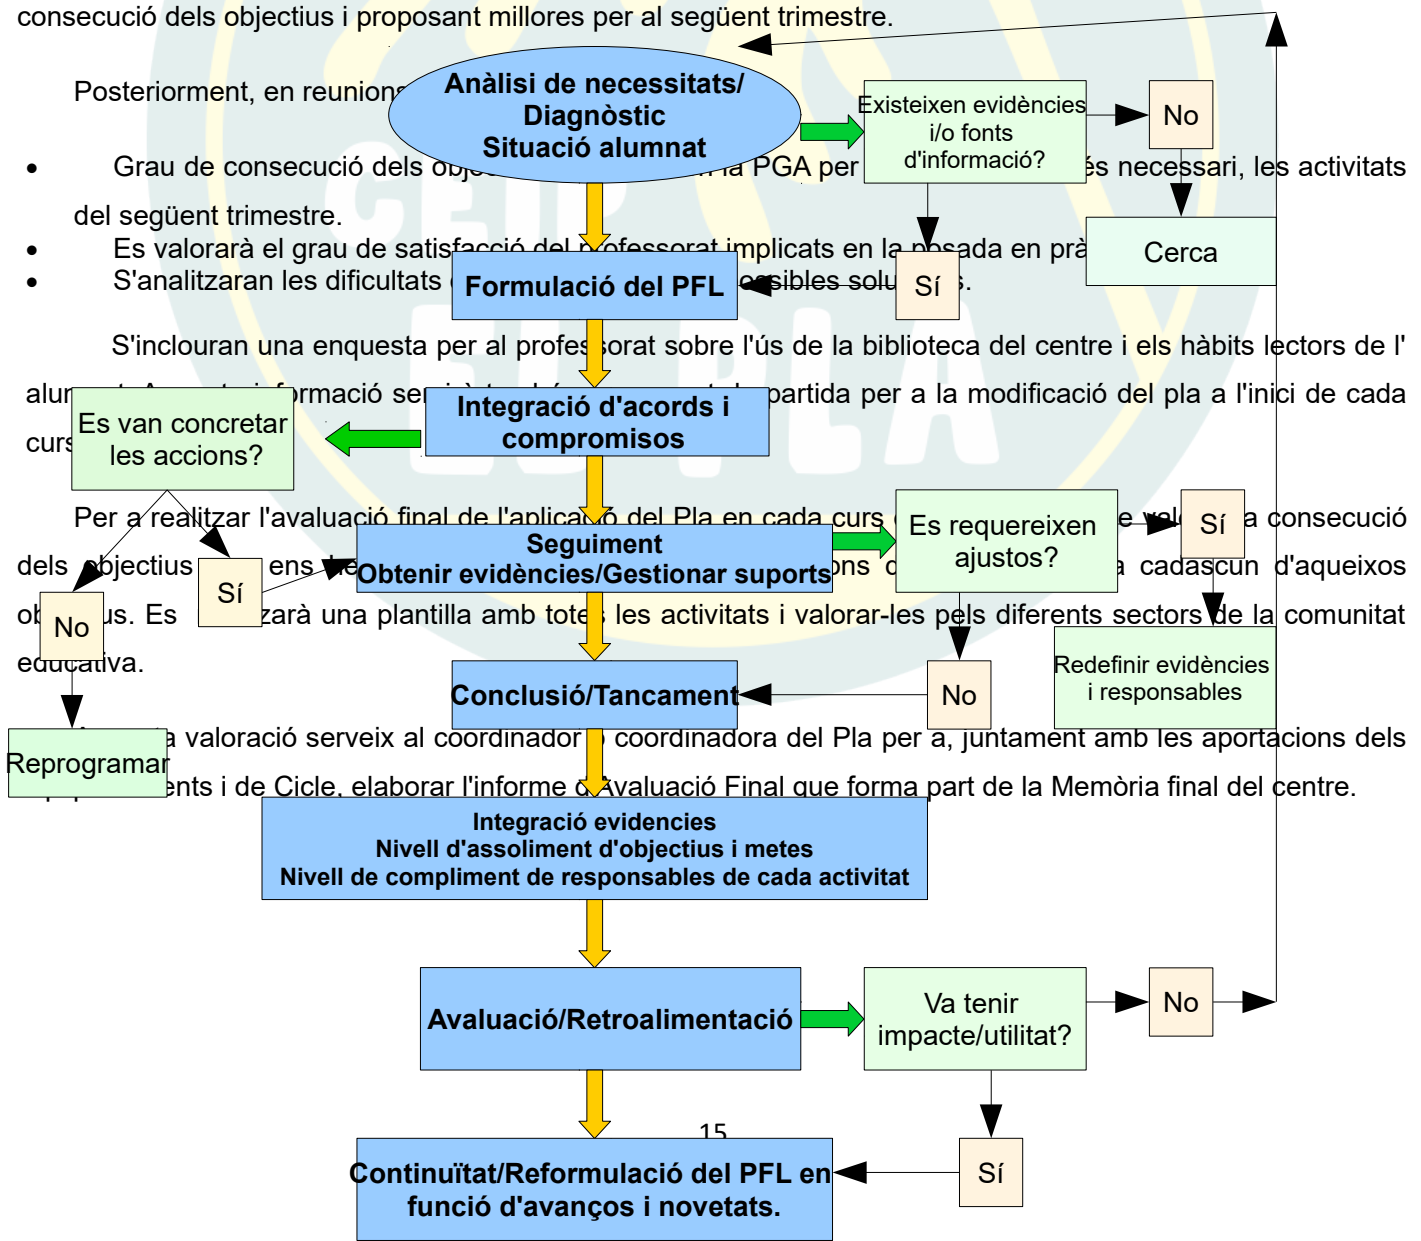 consecució dels objectius i proposant millores per al següent trimestre.
Anàlisi de necessitats/
Diagnòstic
Situació alumnat
Existeixen evidències
i/o fonts
d'informació?
No
Cerca
Sí
Posteriorment, en reunions
• Grau de consecució dels la PGA per és necessari, les activitats
del següent trimestre.
• Es valorarà el grau de satisfacció del professorat implicats en la posada en
• S'analitzaran les dificultats
Formulació del PFL
S'inclouran una enquesta per al professorat sobre l'ús de la biblioteca del centre i els hàbits lectors de l'
partida per a la modificació del pla a l'inici de cada
Integració d'acords i
compromisos
Es van concretar
les accions?
Sí
No
Reprogramar
CEIP
EL PLA
Per a realitzar l'avaluació final de l'aplicació del Pla en cada curs consecució
dels objectius ens a cadascun d'aqueixos
Es una plantilla amb totes les activitats i valorar-les pels diferents sectors de la comunitat
educativa.
Seguiment
Obtenir evidències/Gestionar suports
Es requereixen
ajustos?
Sí
Redefinir evidències
i responsables
No
Conclusió/Tancament
valoració serveix al coordinador o coordinadora del Pla per a, juntament amb les aportacions dels
i de Cicle, elaborar l'informe d'Avaluació Final que forma part de la Memòria final del centre.
Integració evidencies
Nivell d'assoliment d'objectius i metes
Nivell de compliment de responsables de cada activitat
Avaluació/Retroalimentació
Va tenir
impacte/utilitat?
No
Sí
15
Continuïtat/Reformulació del PFL en
funció d'avanços i novetats.